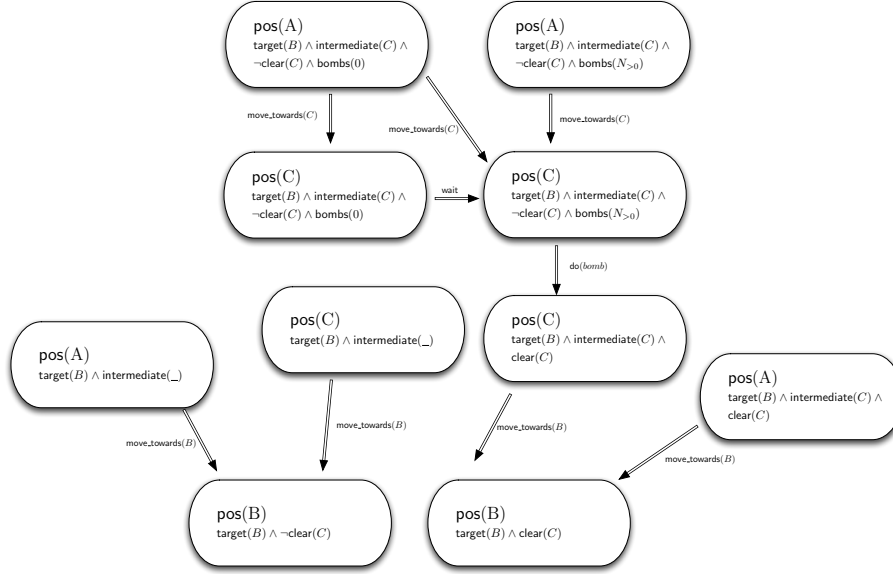 pos(A)
target(B) ∧ intermediate(C) ∧
¬clear(C) ∧ bombs(0)
pos(A)
target(B) ∧ intermediate(C) ∧
¬clear(C) ∧ bombs(N>0)
move_towards(C)
move_towards(C)
move_towards(C)
pos(C)
target(B) ∧ intermediate(C) ∧
¬clear(C) ∧ bombs(0)
wait
pos(C)
target(B) ∧ intermediate(C) ∧
¬clear(C) ∧ bombs(N>0)
do(bomb)
pos(A)
target(B) ∧ intermediate(_)
pos(C)
target(B) ∧ intermediate(_)
pos(C)
target(B) ∧ intermediate(C) ∧
clear(C)
pos(A)
target(B) ∧ intermediate(C) ∧
clear(C)
move_towards(B)
move_towards(B)
move_towards(B)
move_towards(B)
pos(B)
target(B) ∧ ¬clear(C)
pos(B)
target(B) ∧ clear(C)